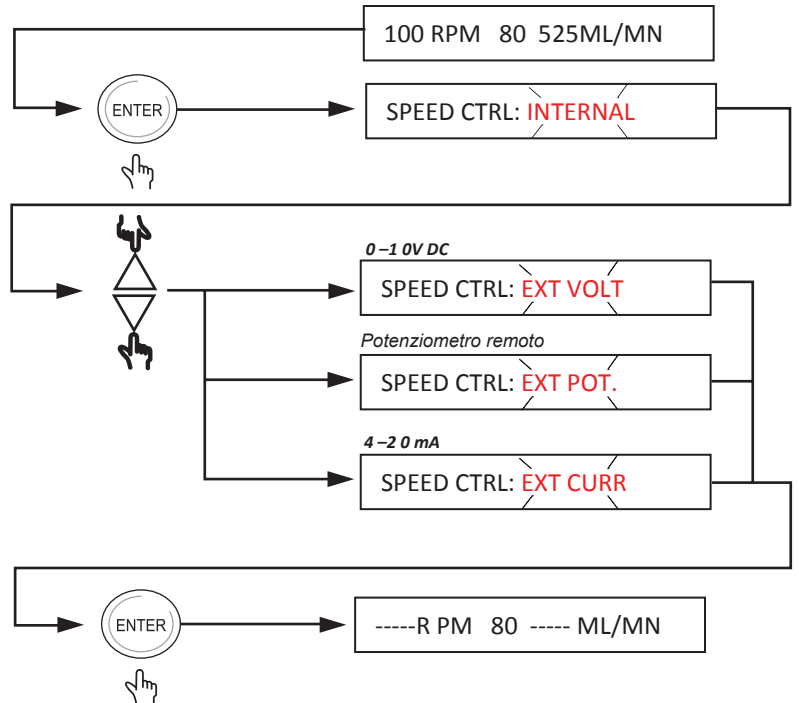 100 RPM 80 525ML/MN
ENTER
SPEED CTRL: INTERNAL
0 –1 0V DC
SPEED CTRL: EXT VOLT
Potenziometro remoto
SPEED CTRL: EXT POT.
4 –2 0 mA
SPEED CTRL: EXT CURR
ENTER
-----R PM 80 ----- ML/MN